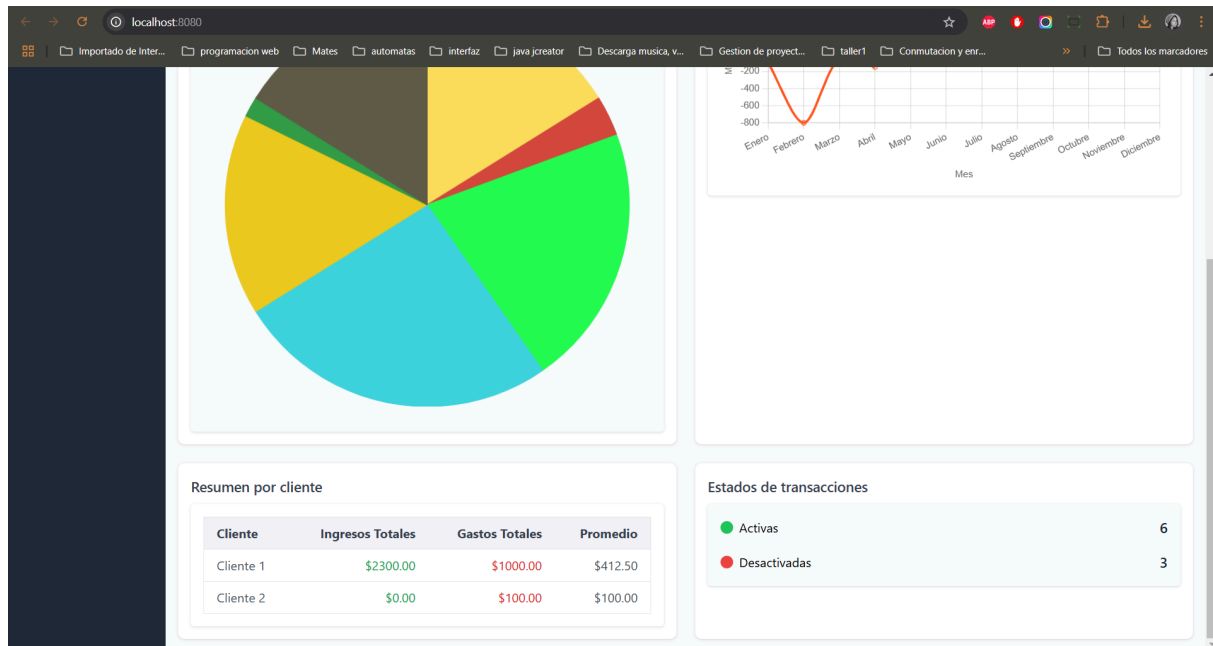 localhost:8080
ABP
Importado de Inter... programacion web Mates automatas interfaz java jcreator Descarga musica, v... Gestion de proyect... taller1 Conmutacion y enr... » Todos los marcadores
-200
-400
-600
-800
Enero Febrero Marzo Abril Mayo Junio Julio Agosto Septiembre Octubre Noviembre Diciembre
Mes
Resumen por cliente
Cliente Ingresos Totales Gastos Totales Promedio
Cliente 1 $2300.00 $1000.00 $412.50
Cliente 2 $0.00 $100.00 $100.00
Estados de transacciones
Activas 6
Desactivadas 3